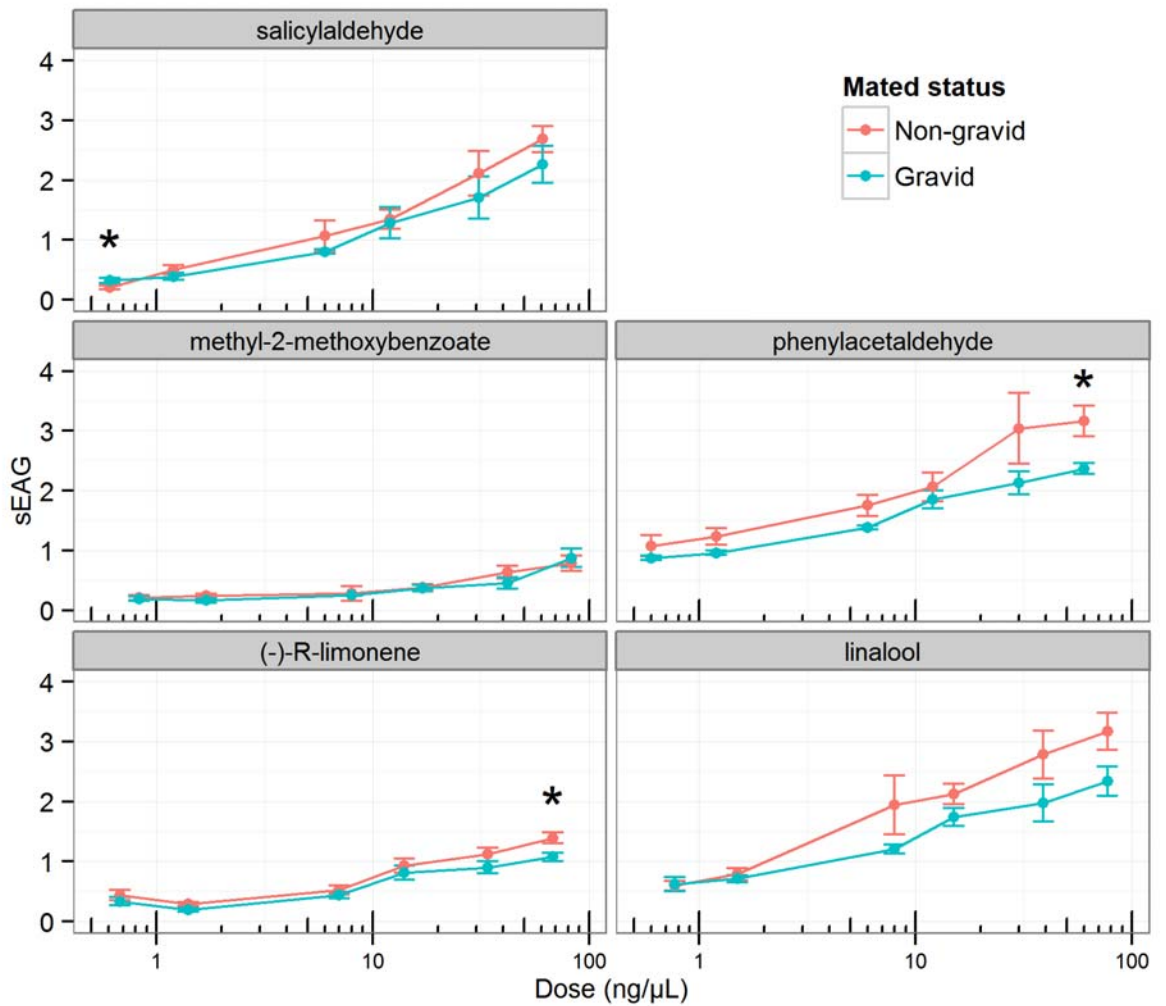 salicylaldehyde
4
3
2
1
0
*
Mated status
Non-gravid
Gravid
methyl-2-methoxybenzoate
phenylacetaldehyde
4
3
2
1
0
*
sEAG
(-)-R-limonene
linalool
4
3
2
1
0
*
1 10 100 1 10 100
Dose (ng/µL)